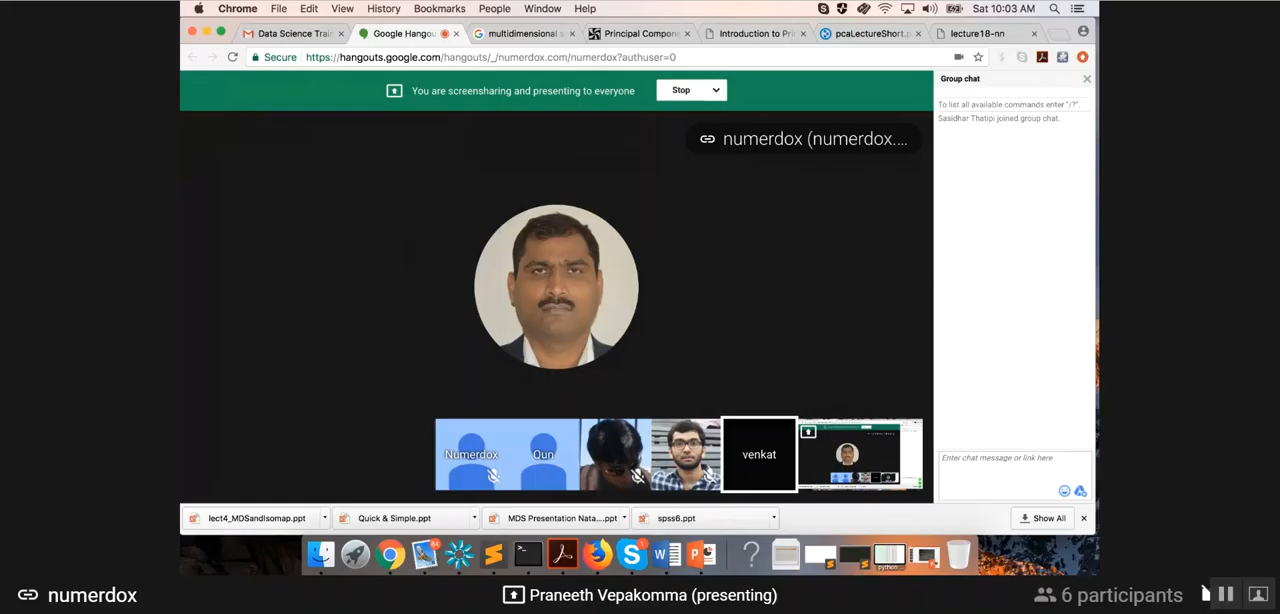 Chrome File Edit View History Bookmarks People Window Help Sat 10:03 AM
Data Science Trai Google Hangou multidimensional s Principal Compon Introduction to Pri pcaLectureShort.p lecture18-nn
Secure https://hangouts.google.com/hangouts/_/numerdox.com/numerdox?authuser=0
You are screensharing and presenting to everyone Stop
Group chat
To list all available commands enter "/?".
Sasidhar Thatipi joined group chat.
numerdox (numerdox....
Numerdox Qun venkat
Enter chat message or link here
lect4_MDSandIsomap.ppt Quick & Simple.ppt MDS Presentation Nata....ppt spss6.ppt Show All
python
numerdox Praneeth Vepakomma (presenting) 6 participants